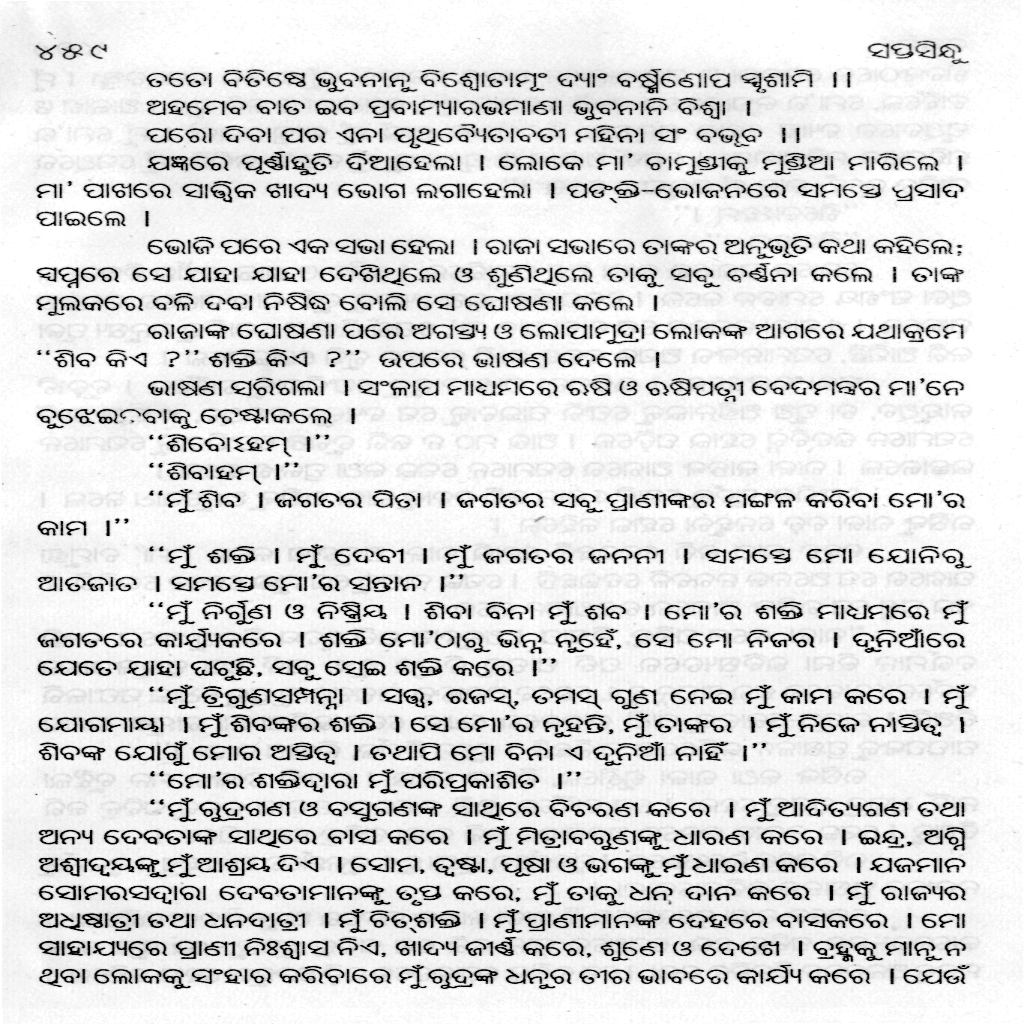 ୪୫୯ ସପ୍ତସିନ୍ଧୁ
ତତୋ ବିତିଷ୍ଠେ ଭୁବନାନୁ ବିଶ୍ୱୋତାମୂଂ ଦ୍ୟାଂ ବର୍ଷ୍ମଣୋପ ସ୍ପୃଶାମି ।।
ଅହମେବ ବାତ ଇବ ପ୍ରବାମ୍ୟାରଭମାଣା ଭୁବନାନି ବିଶ୍ୱା ।
ପରୋ ଦିବା ପର ଏନା ପୃଥିବ୍ୟୈତାବତୀ ମହିନା ସଂ ବଭୂବ ।।
ଯଜ୍ଞରେ ପୂର୍ଣ୍ଣାହୁତି ଦିଆହେଲା । ଲୋକେ ମା' ଚାମୁଣ୍ଡାକୁ ମୁଣ୍ଡିଆ ମାରିଲେ ।
ମା' ପାଖରେ ସାତ୍ତ୍ୱିକ ଖାଦ୍ୟ ଭୋଗ ଲଗାହେଲା । ପଙ୍‌କ୍ତି-ଭୋଜନରେ ସମସ୍ତେ ପ୍ରସାଦ
ପାଇଲେ ।
ଭୋଜି ପରେ ଏକ ସଭା ହେଲା । ରାଜା ସଭାରେ ତାଙ୍କର ଅନୁଭୂତି କଥା କହିଲେ;
ସ୍ୱପ୍ନରେ ସେ ଯାହା ଯାହା ଦେଖିଥିଲେ ଓ ଶୁଣିଥିଲେ ତାକୁ ସବୁ ବର୍ଣ୍ଣନା କଲେ । ତାଙ୍କ
ମୁଲକରେ ବଳି ଦବା ନିଷିଦ୍ଧ ବୋଲି ସେ ଘୋଷଣା କଲେ ।
ରାଜାଙ୍କ ଘୋଷଣା ପରେ ଅଗସ୍ତ୍ୟ ଓ ଲୋପାମୁଦ୍ରା ଲୋକଙ୍କ ଆଗରେ ଯଥାକ୍ରମେ
‘‘ଶିବ କିଏ ?’’ ଶକ୍ତି କିଏ ?’’ ଉପରେ ଭାଷଣ ଦେଲେ ।
ଭାଷଣ ସରିଗଲା । ସଂଳାପ ମାଧ୍ୟମରେ ଋଷି ଓ ଋଷିପତ୍ନୀ ବେଦମନ୍ତ୍ରର ମା'ନେ
ବୁଝେଇଦବାକୁ ଚେଷ୍ଟାକଲେ ।
‘‘ଶିବୋଽହମ୍ ।’’
‘‘ଶିବାହମ୍ ।’’
‘‘ମୁଁ ଶିବ । ଜଗତର ପିତା । ଜଗତର ସବୁ ପ୍ରାଣୀଙ୍କର ମଙ୍ଗଳ କରିବା ମୋ'ର
କାମ ।’’
‘‘ମୁଁ ଶକ୍ତି । ମୁଁ ଦେବୀ । ମୁଁ ଜଗତର ଜନନୀ । ସମସ୍ତେ ମୋ ଯୋନିରୁ
ଆତଜାତ । ସମସ୍ତେ ମୋ'ର ସନ୍ତାନ ।’’
‘‘ମୁଁ ନିର୍ଗୁଣ ଓ ନିଷ୍କ୍ରିୟ । ଶିବା ବିନା ମୁଁ ଶବ । ମୋ'ର ଶକ୍ତି ମାଧ୍ୟମରେ ମୁଁ
ଜଗତରେ କାର୍ଯ୍ୟକରେ । ଶକ୍ତି ମୋ'ଠାରୁ ଭିନ୍ନ ନୁହେଁ, ସେ ମୋ ନିଜର । ଦୁନିଆଁରେ
ଯେତେ ଯାହା ଘଟୁଛି, ସବୁ ସେଇ ଶକ୍ତି କରେ ।’’
‘‘ମୁଁ ତ୍ରିଗୁଣସମ୍ପନ୍ନା । ସତ୍ତ୍ୱ, ରଜସ୍, ତମସ୍ ଗୁଣ ନେଇ ମୁଁ କାମ କରେ । ମୁଁ
ଯୋଗମାୟା । ମୁଁ ଶିବଙ୍କର ଶକ୍ତି । ସେ ମୋ'ର ନୁହନ୍ତି, ମୁଁ ତାଙ୍କର । ମୁଁ ନିଜେ ନାସ୍ତିତ୍ୱ ।
ଶିବଙ୍କ ଯୋଗୁଁ ମୋର ଅସ୍ତିତ୍ୱ । ତଥାପି ମୋ ବିନା ଏ ଦୁନିଆଁ ନାହିଁ ।’’
‘‘ମୋ'ର ଶକ୍ତିଦ୍ୱାରା ମୁଁ ପରିପ୍ରକାଶିତ ।’’
‘‘ମୁଁ ରୁଦ୍ରଗଣ ଓ ବସୁଗଣଙ୍କ ସାଥିରେ ବିଚରଣ କରେ । ମୁଁ ଆଦିତ୍ୟଗଣ ତଥା
ଅନ୍ୟ ଦେବତାଙ୍କ ସାଥିରେ ବାସ କରେ । ମୁଁ ମିତ୍ରାବରୁଣଙ୍କୁ ଧାରଣ କରେ । ଇନ୍ଦ୍ର, ଅଗ୍ନି
ଅଶ୍ୱୀଦ୍ୱୟଙ୍କୁ ମୁଁ ଆଶ୍ରୟ ଦିଏ । ସୋମ, ତ୍ୱଷ୍ଟା, ପୂଷା ଓ ଭଗଙ୍କୁ ମୁଁ ଧାରଣ କରେ । ଯଜମାନ
ସୋମରସଦ୍ୱାରା ଦେବତାମାନଙ୍କୁ ତୃପ୍ତ କରେ, ମୁଁ ତାକୁ ଧନ ଦାନ କରେ । ମୁଁ ରାଜ୍ୟର
ଅଧିଷ୍ଠାତ୍ରୀ ତଥା ଧନଦାତ୍ରୀ । ମୁଁ ଚିତ୍‌ଶକ୍ତି । ମୁଁ ପ୍ରାଣୀମାନଙ୍କ ଦେହରେ ବାସକରେ । ମୋ
ସାହାଯ୍ୟରେ ପ୍ରାଣୀ ନିଃଶ୍ୱାସ ନିଏ, ଖାଦ୍ୟ ଜୀର୍ଣ୍ଣ କରେ, ଶୁଣେ ଓ ଦେଖେ । ବ୍ରହ୍ମକୁ ମାନୁ ନ
ଥିବା ଲୋକକୁ ସଂହାର କରିବାରେ ମୁଁ ରୁଦ୍ରଙ୍କ ଧନୁର ତୀର ଭାବରେ କାର୍ଯ୍ୟ କରେ । ଯେଉଁ